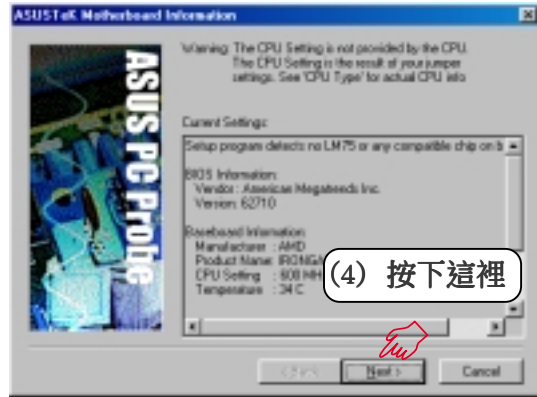 ASUSTeK Motherboard Information
ASUS PC Probe
Warning: The CPU Setting is not provided by the CPU.
The CPU Setting is the result of your jumper
settings. See 'CPU Type' for actual CPU info
Current Settings:
Setup program detects no LM75 or any compatible chip on b
BIOS Information:
Vendor : American Megatrends Inc.
Version: 62710
Baseboard Information:
Manufacturer : AMD
Product Name: IRONGA
CPU Setting : 600 MH
Temperature : 34 C
(4) 按下這裡
< Back
Next >
Cancel